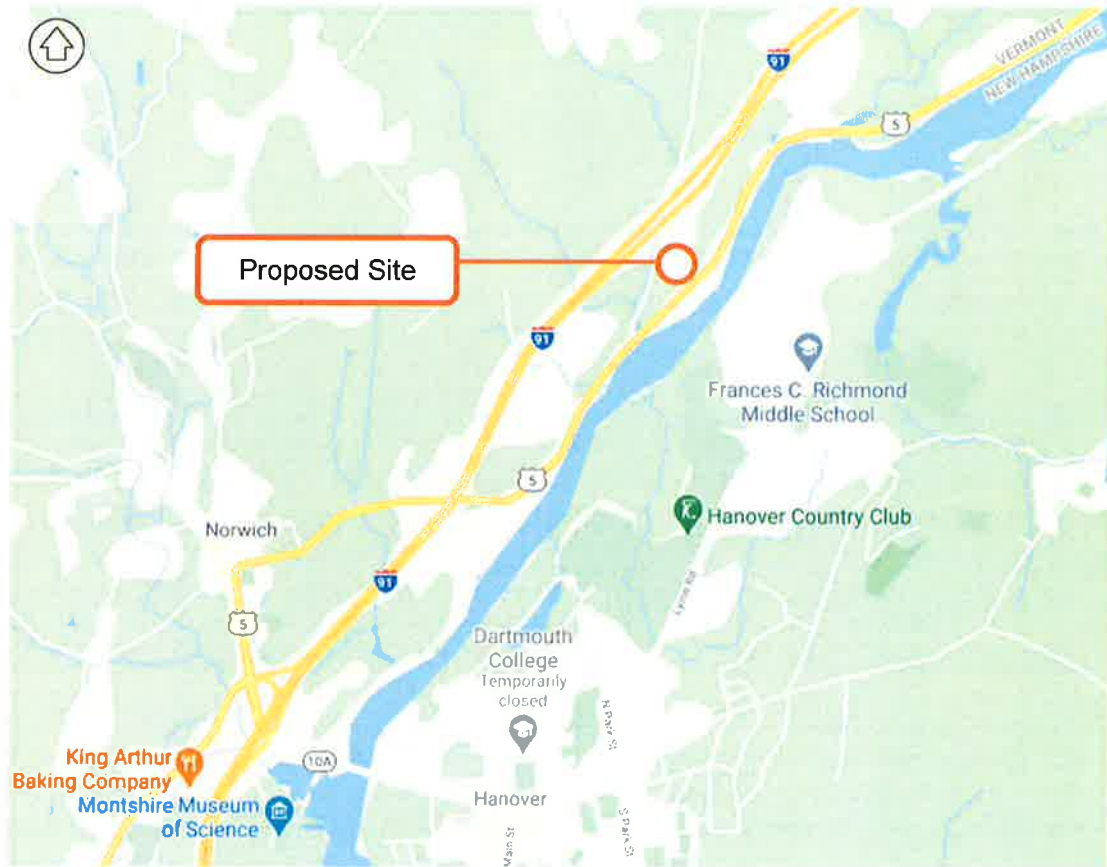 91
VERMONT
NEW HAMPSHIRE
5
Proposed Site
91
Frances C. Richmond
Middle School
5
Hanover Country Club
Norwich
91
Lyme Rd
5
Dartmouth
College
Temporarily
closed
N Park St
King Arthur
Baking Company
10A
Montshire Museum
of Science
Hanover
S Park St
Main St